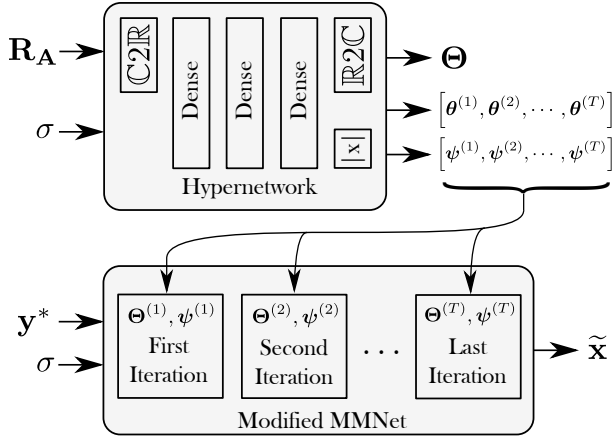 R_A
σ
ℂ2ℝ
Dense
Dense
Dense
ℝ2ℂ
|x|
Hypernetwork
Θ
[θ^(1), θ^(2), ⋯, θ^(T)]
[ψ^(1), ψ^(2), ⋯, ψ^(T)]
y*
σ
Θ^(1), ψ^(1)
First
Iteration
Θ^(2), ψ^(2)
Second
Iteration
...
Θ^(T), ψ^(T)
Last
Iteration
x̃
Modified MMNet